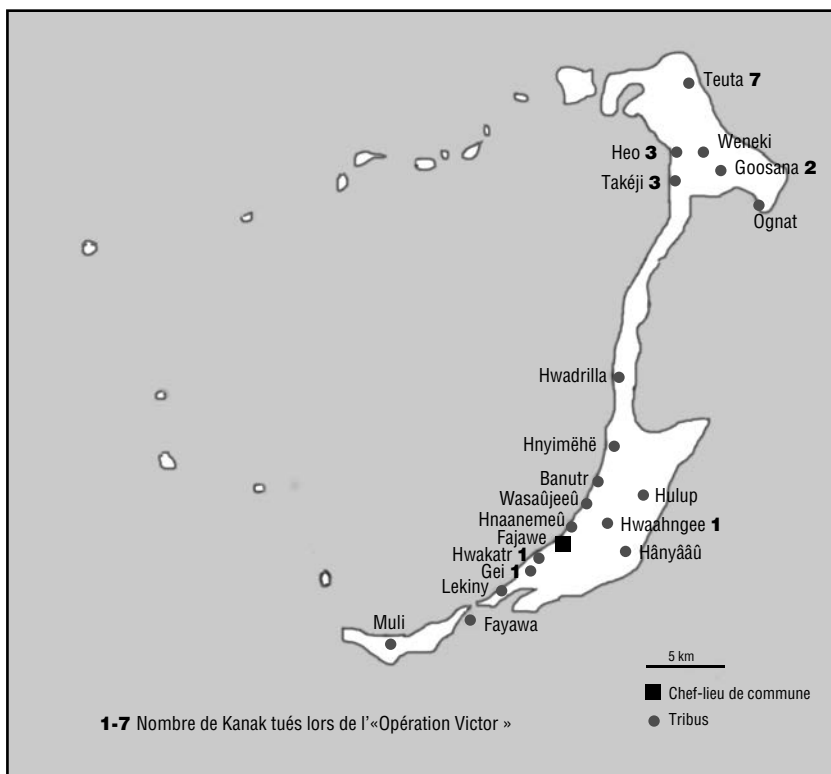 Teuta 7
Weneki
Heo 3
Goosana 2
Takéji 3
Ognat
Hwadrilla
Hnyimëhë
Banutr
Hulup
Wasaûjeeû
Hnaanemeû
Hwaahngee 1
Fajawe
Hwakatr 1
Hânyââû
Gei 1
Lekiny
Muli
Fayawa
5 km
Chef-lieu de commune
1-7 Nombre de Kanak tués lors de l'«Opération Victor »
Tribus